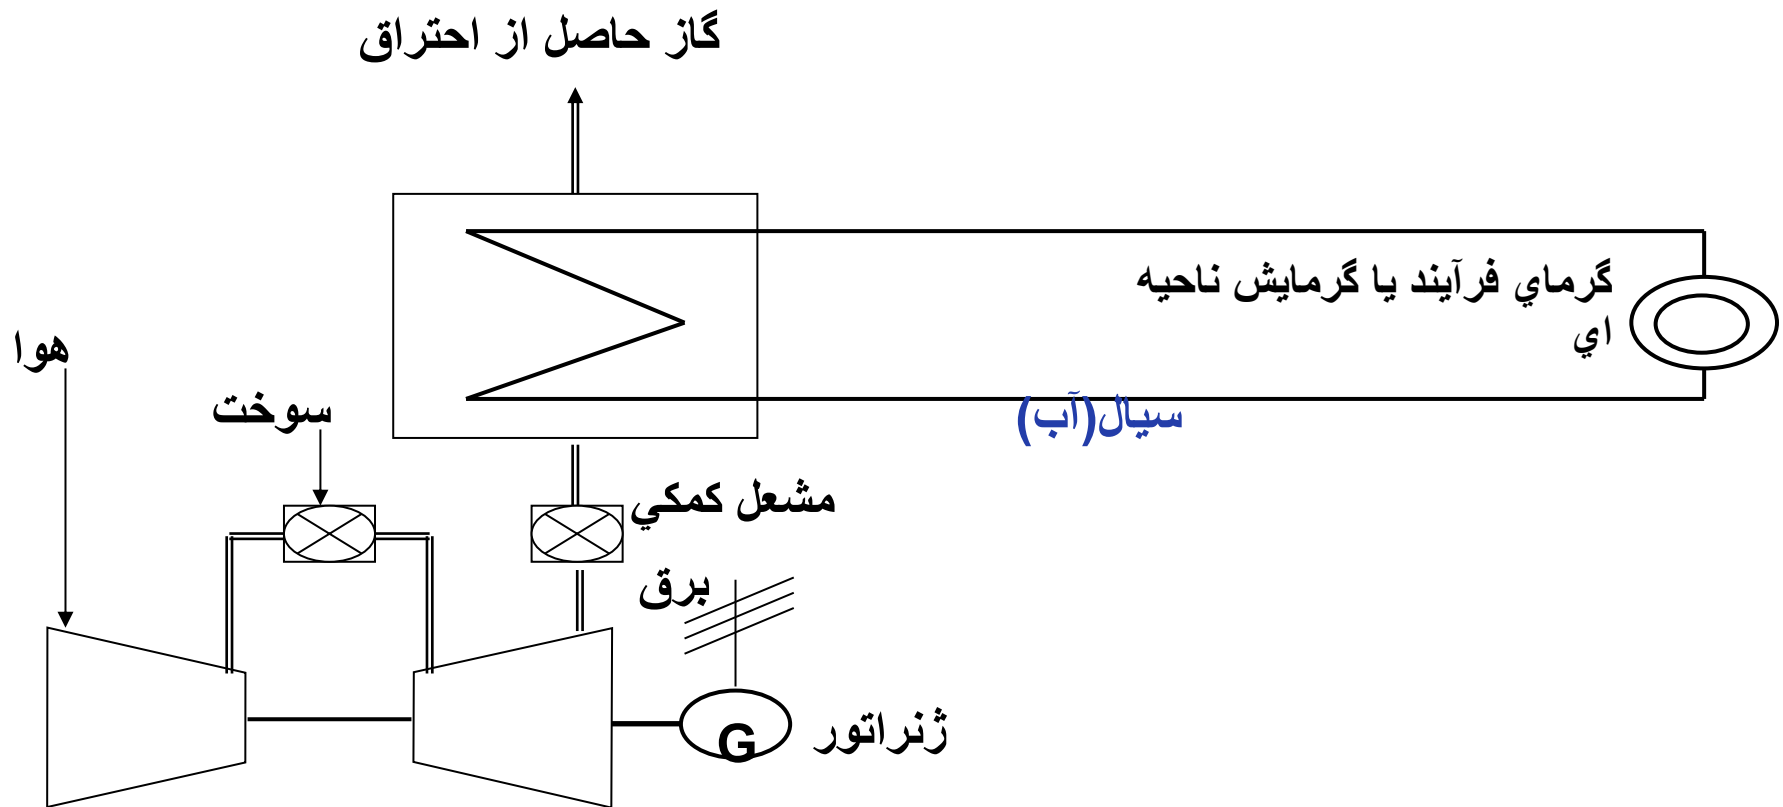 گاز حاصل از احتراق
گرماي فرآيند يا گرمايش ناحيه
اي
هوا
سوخت
سيال(آب)
مشعل كمكي
برق
G
ژنراتور